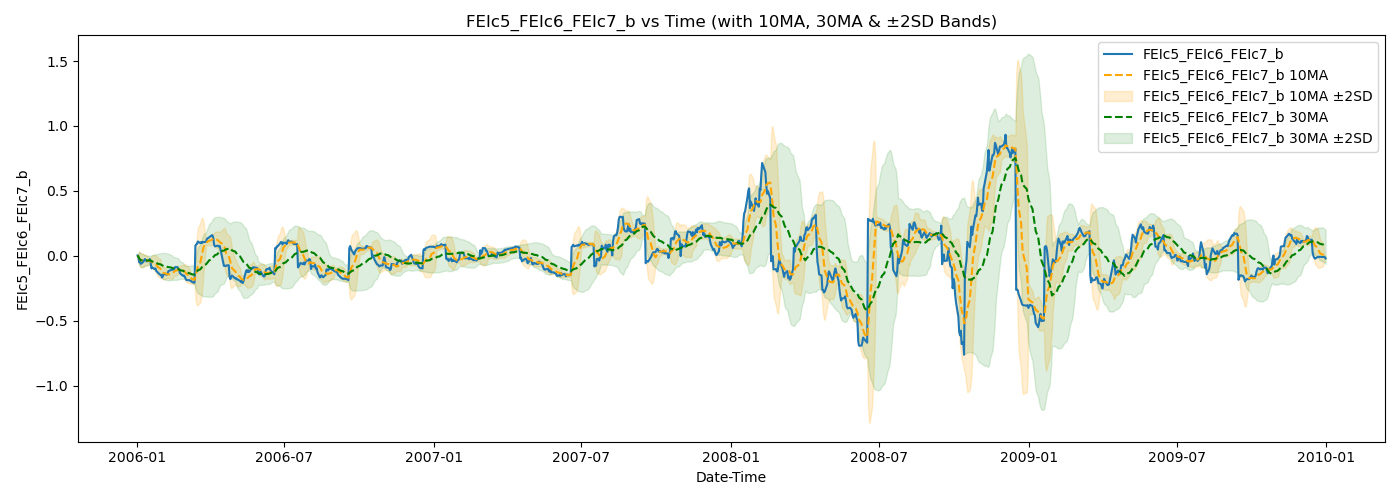 FEIc5_FEIc6_FEIc7_b vs Time (with 10MA, 30MA & ±2SD Bands)
FEIc5_FEIc6_FEIc7_b
FEIc5_FEIc6_FEIc7_b 10MA
FEIc5_FEIc6_FEIc7_b 10MA ±2SD
FEIc5_FEIc6_FEIc7_b 30MA
FEIc5_FEIc6_FEIc7_b 30MA ±2SD
FEIc5_FEIc6_FEIc7_b
1.5
1.0
0.5
0.0
−0.5
−1.0
2006-01 2006-07 2007-01 2007-07 2008-01 2008-07 2009-01 2009-07 2010-01
Date-Time